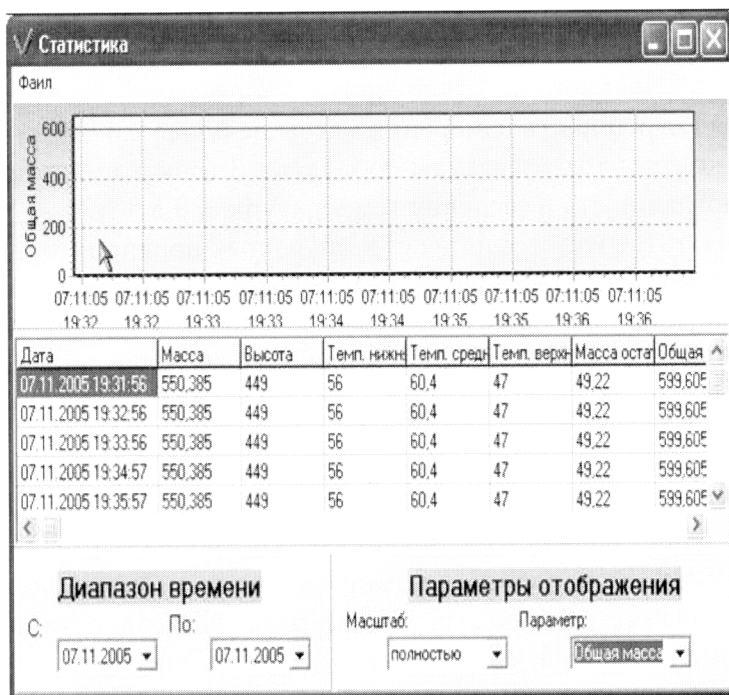 Статистика
Фаил
Общая масса
600
400
200
0
07:11:05 07:11:05 07:11:05 07:11:05 07:11:05 07:11:05 07:11:05 07:11:05 07:11:05 07:11:05
19:32 19:32 19:33 19:33 19:34 19:34 19:35 19:35 19:36 19:36
Дата Масса Высота Темп. нижн Темп. средн Темп. верхн Масса оста Общая
07.11.2005 19:31:56 550,385 449 56 60,4 47 49,22 599,605
07.11.2005 19:32:56 550,385 449 56 60,4 47 49,22 599,605
07.11.2005 19:33:56 550,385 449 56 60,4 47 49,22 599,605
07.11.2005 19:34:57 550,385 449 56 60,4 47 49,22 599,605
07.11.2005 19:35:57 550,385 449 56 60,4 47 49,22 599,605
Диапазон времени
С: По:
07.11.2005 07.11.2005
Параметры отображения
Масштаб: Параметр:
полностью Общая масса